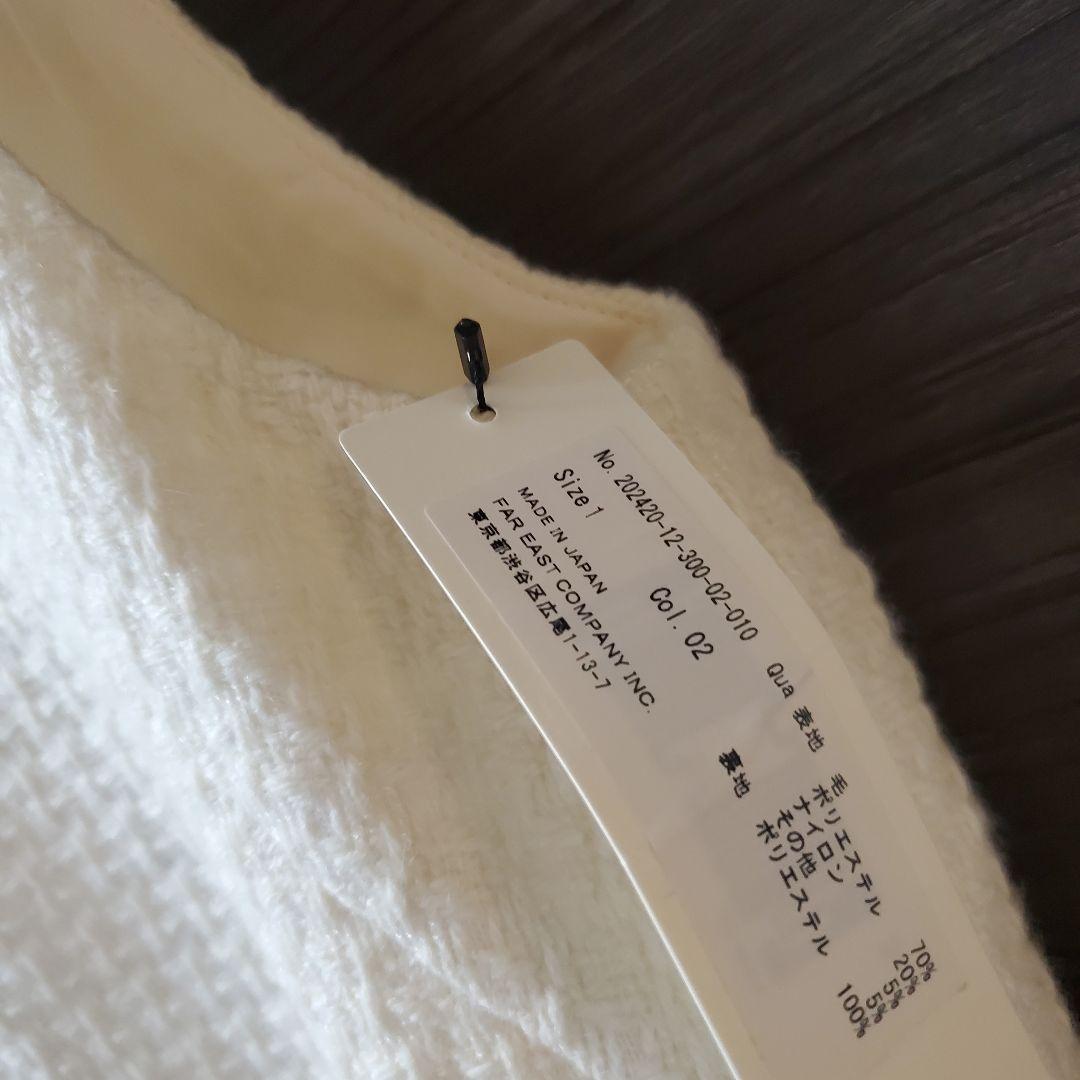 No. 202420-12-300-02-010
Size 1 Col. 02
MADE IN JAPAN
FAR EAST COMPANY INC.
東京都渋谷区広尾1-13-7
Qua 表地 毛 70%
ポリエステル 20%
ナイロン 5%
その他 5%
裏地 ポリエステル 100%